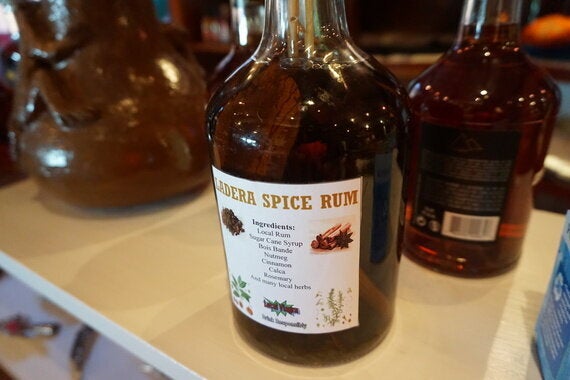 LADERA SPICE RUM
Ingredients:
Local Rum
Sugar Cane Syrup
Bois Bande
Nutmeg
Cinnamon
Calca
Rosemary
And many local herbs
Drink Responsibly